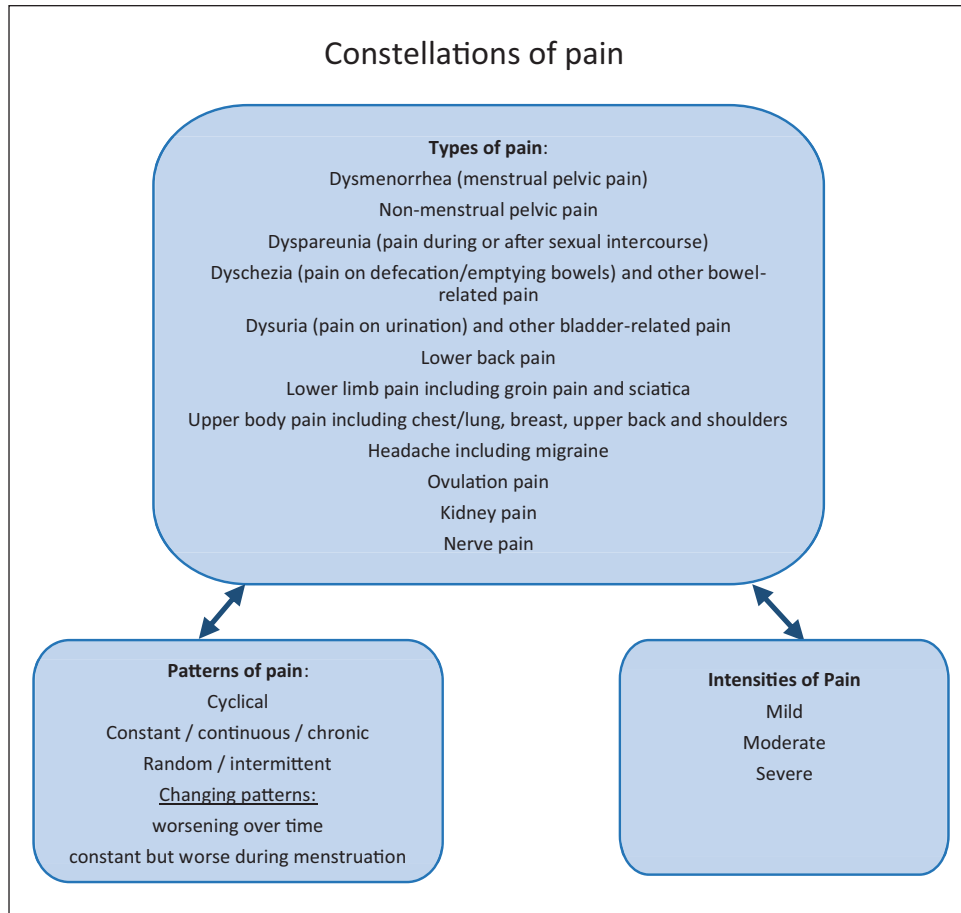 Constellations of pain
Types of pain:
Dysmenorrhea (menstrual pelvic pain)
Non-menstrual pelvic pain
Dyspareunia (pain during or after sexual intercourse)
Dyschezia (pain on defecation/emptying bowels) and other bowel-
related pain
Dysuria (pain on urination) and other bladder-related pain
Lower back pain
Lower limb pain including groin pain and sciatica
Upper body pain including chest/lung, breast, upper back and shoulders
Headache including migraine
Ovulation pain
Kidney pain
Nerve pain
Patterns of pain:
Cyclical
Constant / continuous / chronic
Random / intermittent
Changing patterns:
worsening over time
constant but worse during menstruation
Intensities of Pain
Mild
Moderate
Severe